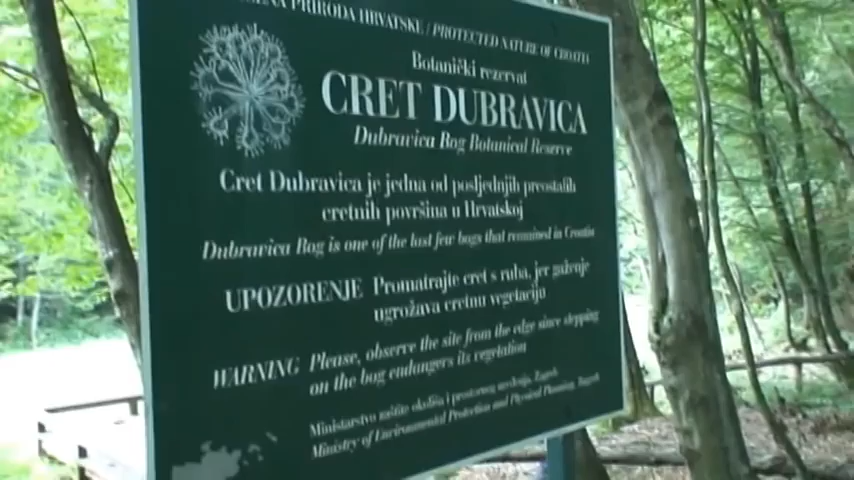 PRIRODA HRVATSKE / PROTECTED NATURE OF CROATIA
Botanički rezervat
CRET DUBRAVICA
Dubravica Bog Botanical Reserve
Cret Dubravica je jedna od posljednjih preostalih
cretnih površina u Hrvatskoj
Dubravica Bog is one of the last few bogs that remained in Croatia
UPOZORENJE Promatrajte cret s ruba, jer gaženje
ugrožava cretnu vegetaciju
WARNING Please, observe the site from the edge since stepping
on the bog endangers its vegetation
Ministarstvo zaštite okoliša i prostornog uređenja, Zagreb
Ministry of Environmental Protection and Physical Planning, Zagreb